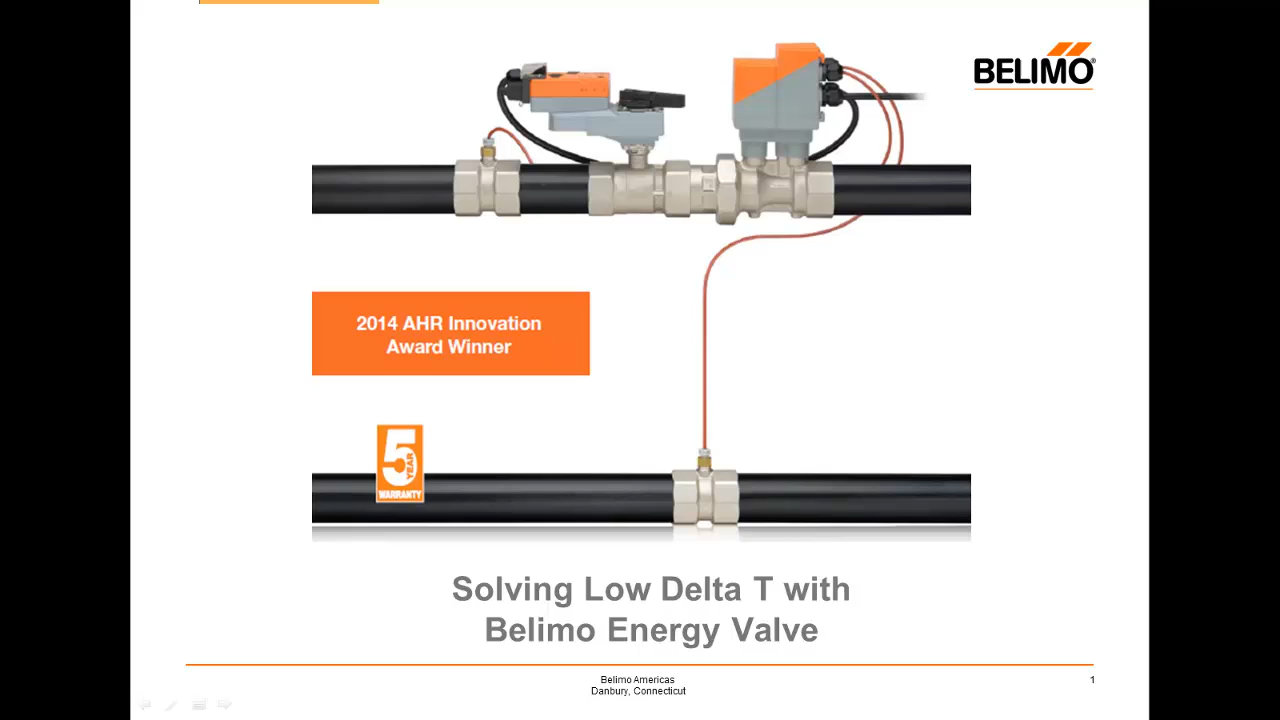 BELIMO®
2014 AHR Innovation
Award Winner
5
YEAR
WARRANTY
Solving Low Delta T with
Belimo Energy Valve
Belimo Americas
Danbury, Connecticut
1